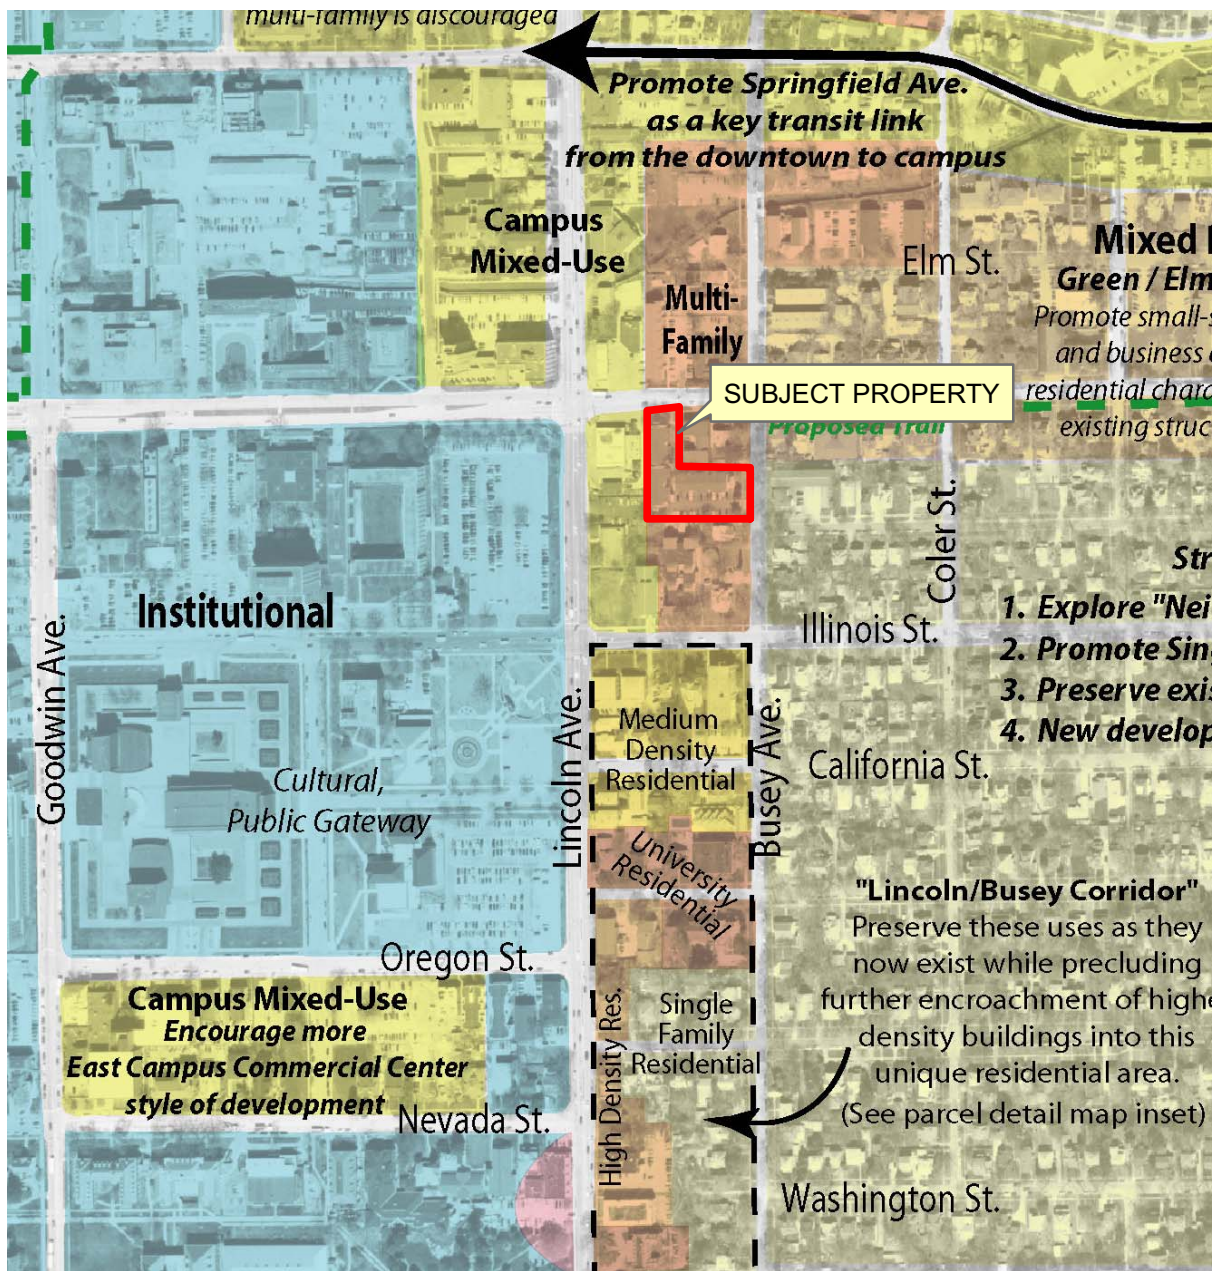 multi-family is discouraged
Promote Springfield Ave.
as a key transit link
from the downtown to campus
Campus
Mixed-Use
Multi-
Family
Elm St.
Mixed
Green / Elm
Promote small-s
and business
residential chara
existing struc
SUBJECT PROPERTY
Proposed Trail
Coler St.
Institutional
Goodwin Ave.
Cultural,
Public Gateway
Lincoln Ave.
Busey Ave.
Illinois St.
Str
1. Explore "Nei
2. Promote Sin
3. Preserve exis
4. New develop
Medium
Density
Residential
California St.
University
Residential
"Lincoln/Busey Corridor"
Preserve these uses as they
now exist while precluding
further encroachment of highe
density buildings into this
unique residential area.
(See parcel detail map inset)
Oregon St.
Campus Mixed-Use
Encourage more
East Campus Commercial Center
style of development
High Density Res.
Single
Family
Residential
Nevada St.
Washington St.